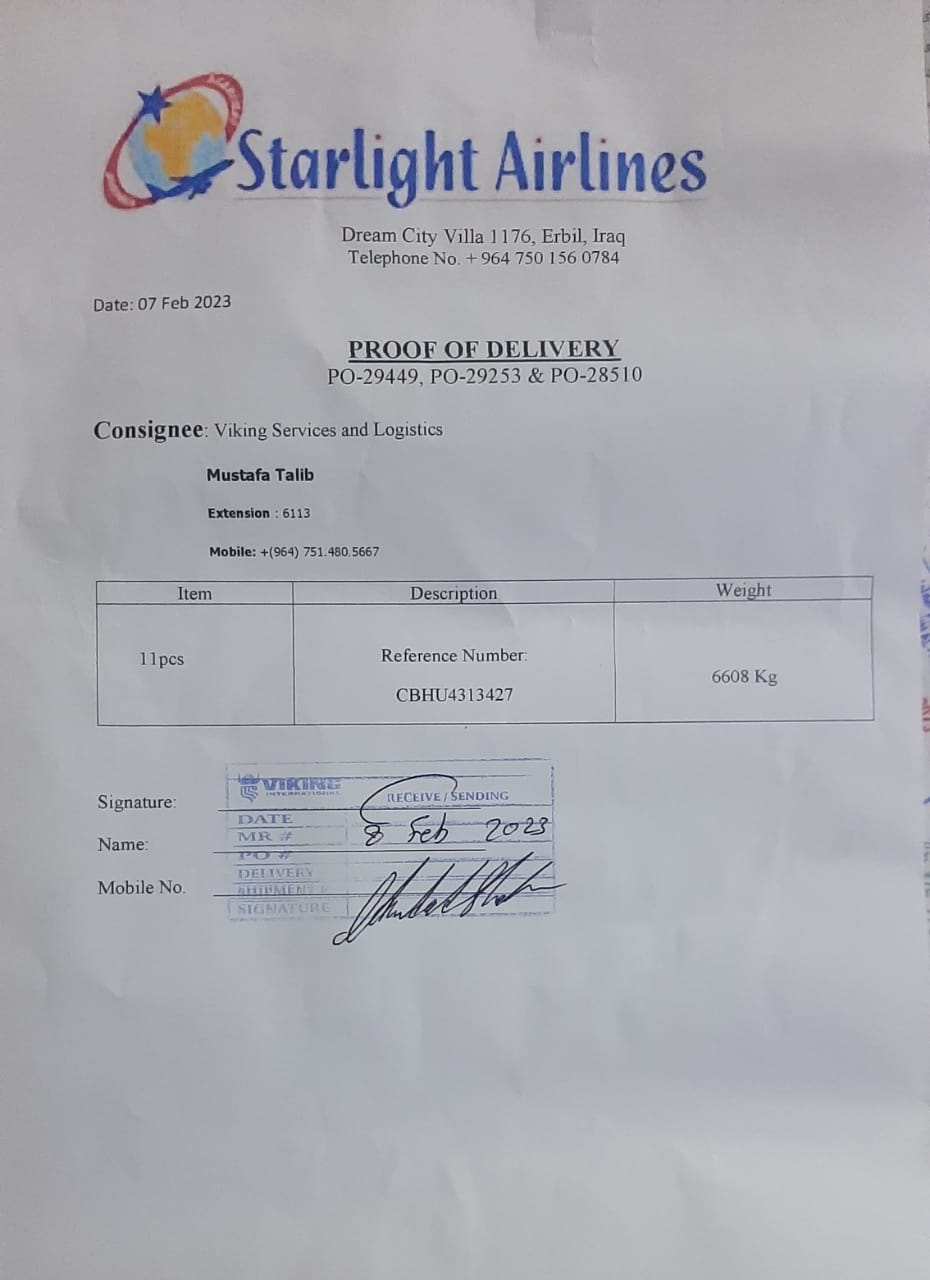 Starlight Airlines
Dream City Villa 1176, Erbil, Iraq
Telephone No. + 964 750 156 0784
Date: 07 Feb 2023
PROOF OF DELIVERY
PO-29449, PO-29253 & PO-28510
Consignee: Viking Services and Logistics
Mustafa Talib
Extension : 6113
Mobile: +(964) 751.480.5667
Item Description Weight
11pcs
Reference Number:
CBHU4313427
6608 Kg
VIKING
INTERNATIONAL
RECEIVE / SENDING
Signature:
DATE
8 Feb 2023
MR #
Name:
PO #
DELIVERY
Mobile No.
SHIPMENT
SIGNATURE